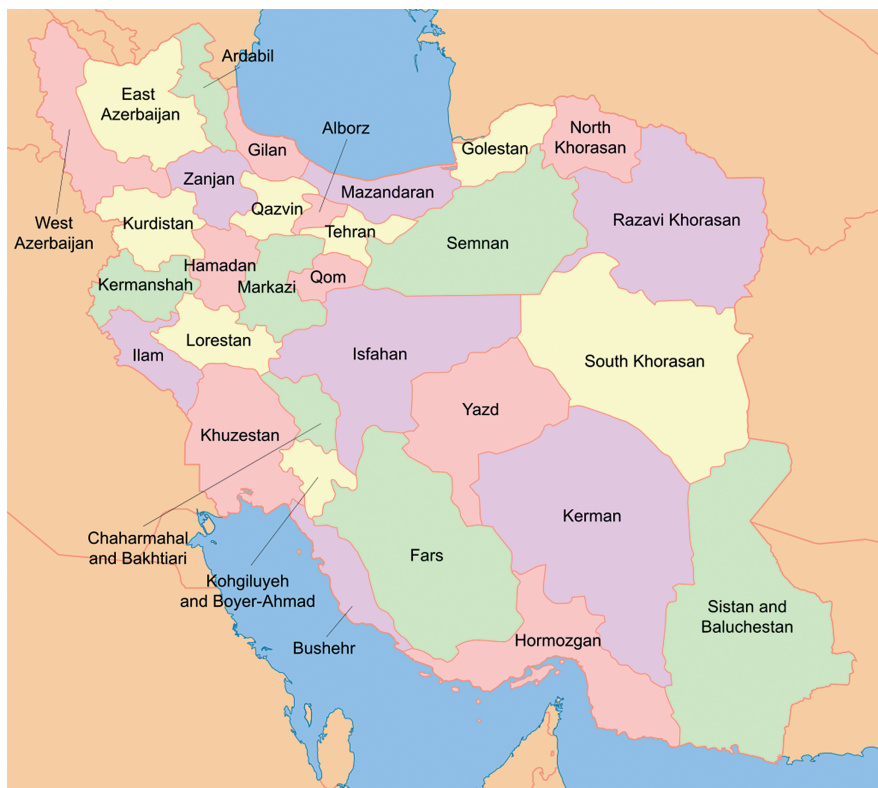 Ardabil
East
Azerbaijan
Alborz
North
Khorasan
Gilan
Golestan
Zanjan
Mazandaran
Qazvin
Razavi Khorasan
West
Azerbaijan
Kurdistan
Tehran
Semnan
Hamadan
Kermanshah
Markazi
Qom
Lorestan
Ilam
Isfahan
South Khorasan
Yazd
Khuzestan
Kerman
Chaharmahal
and Bakhtiari
Fars
Kohgiluyeh
and Boyer-Ahmad
Sistan and
Baluchestan
Bushehr
Hormozgan